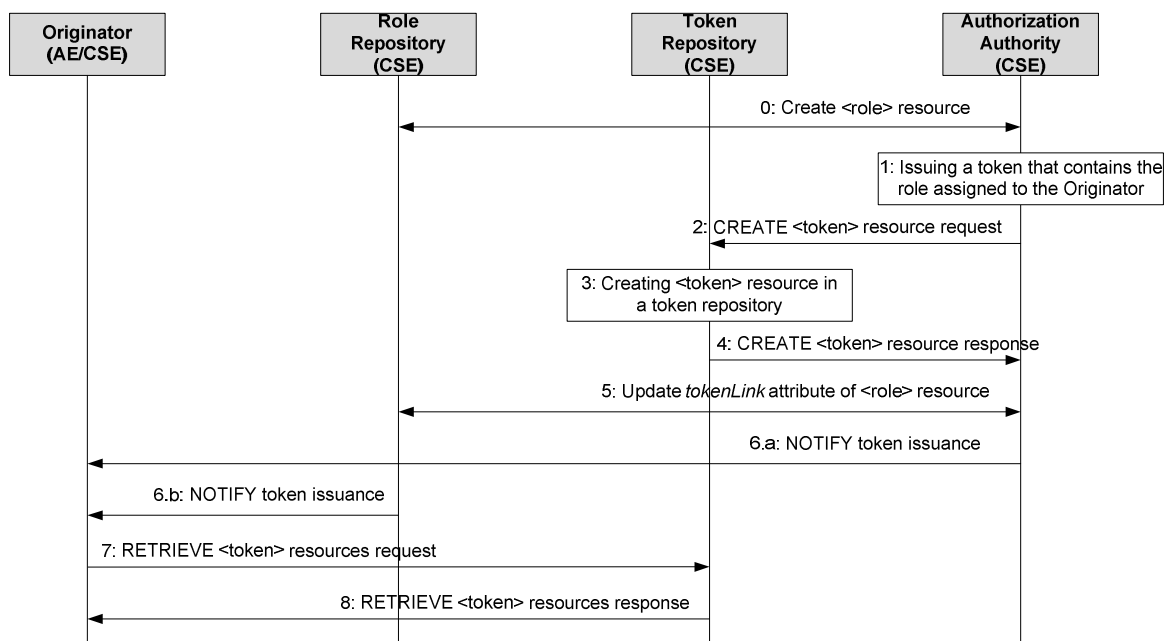 Originator
(AE/CSE)
Role
Repository
(CSE)
Token
Repository
(CSE)
Authorization
Authority
(CSE)
0: Create <role> resource
1: Issuing a token that contains the
role assigned to the Originator
2: CREATE <token> resource request
3: Creating <token> resource in
a token repository
4: CREATE <token> resource response
5: Update tokenLink attribute of <role> resource
6.a: NOTIFY token issuance
6.b: NOTIFY token issuance
7: RETRIEVE <token> resources request
8: RETRIEVE <token> resources response